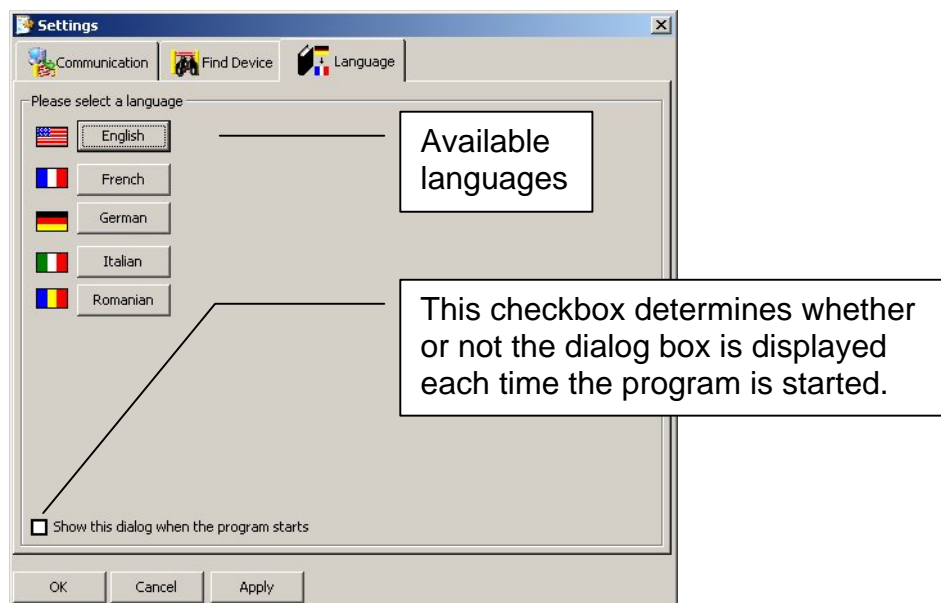 Settings
Communication Find Device Language
Please select a language
English
French
German
Italian
Romanian
Available
languages
This checkbox determines whether
or not the dialog box is displayed
each time the program is started.
Show this dialog when the program starts
OK Cancel Apply